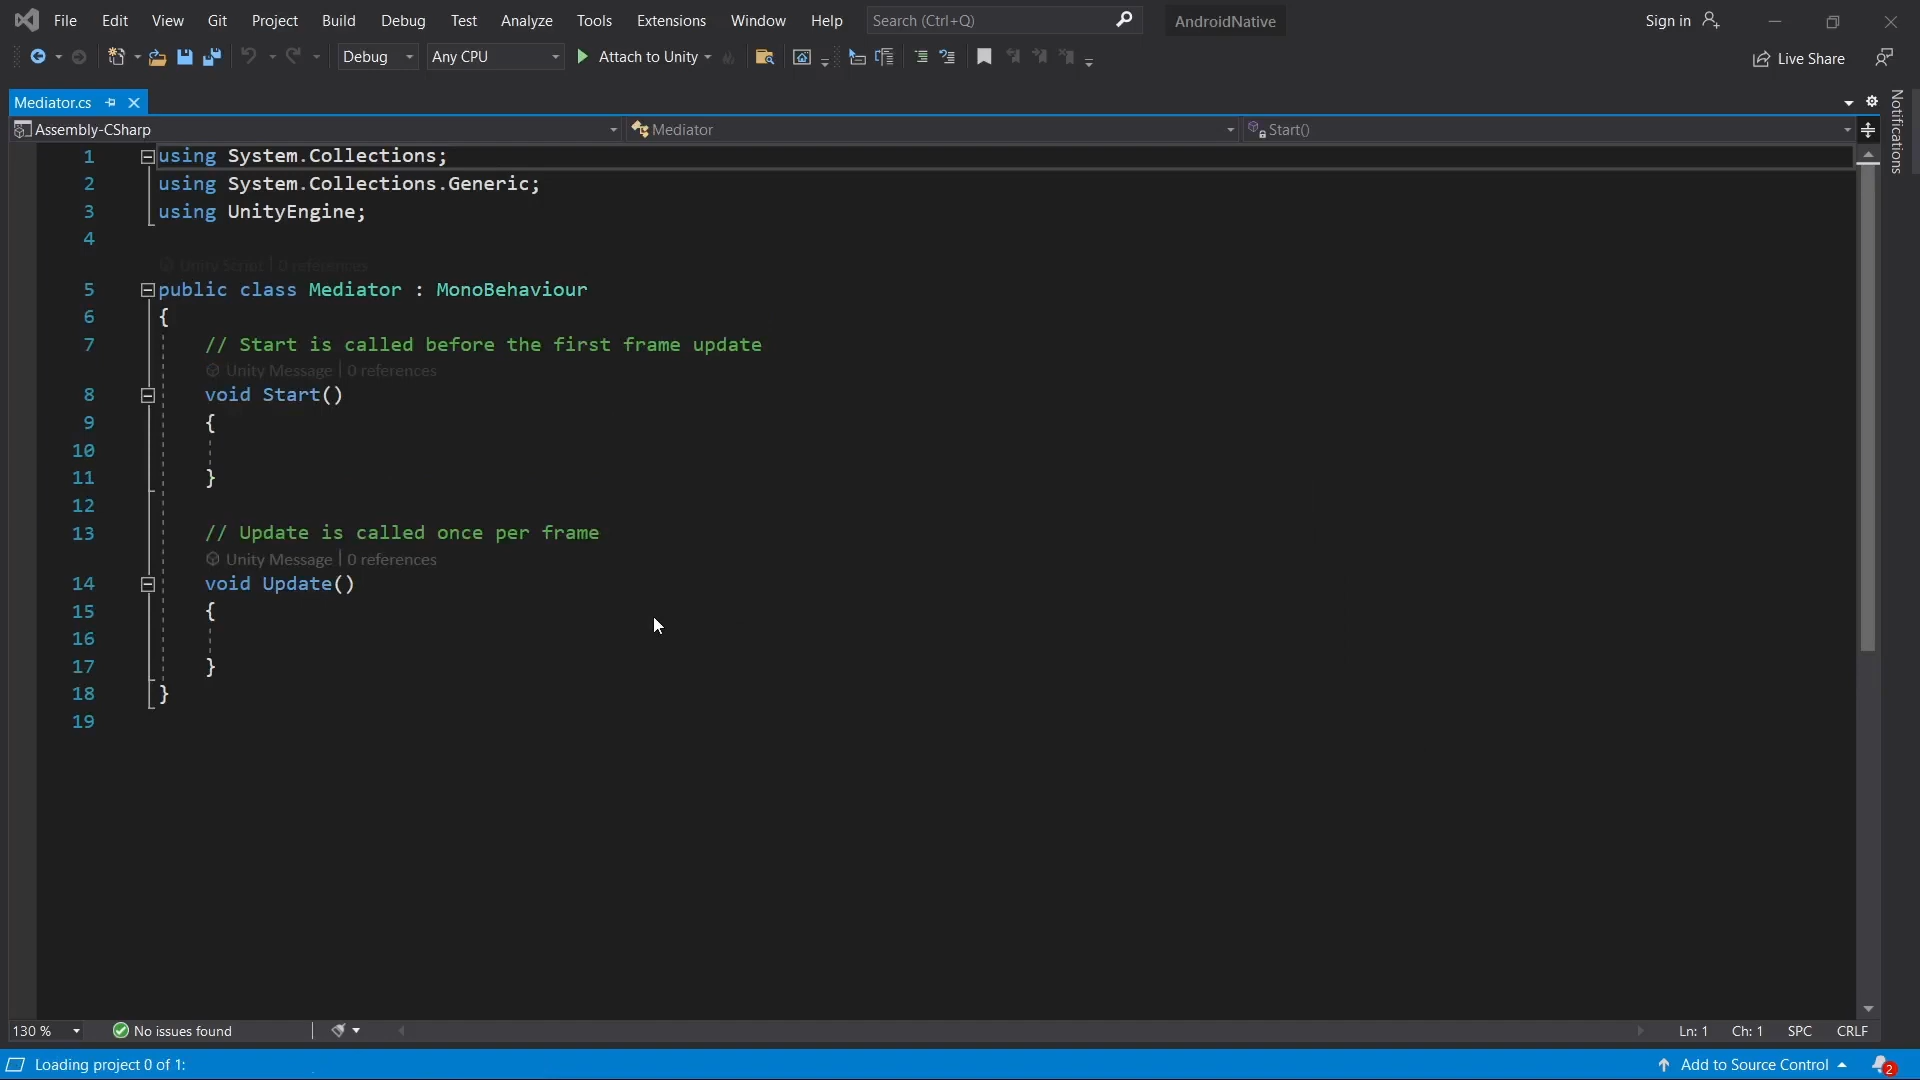 File Edit View Git Project Build Debug Test Analyze Tools Extensions Window Help Search (Ctrl+Q) AndroidNative Sign in
Debug Any CPU Attach to Unity Live Share
Mediator.cs
Notifications
Assembly-CSharp Mediator Start()
1 using System.Collections;
2 using System.Collections.Generic;
3 using UnityEngine;
4
Unity Script | 0 references
5 public class Mediator : MonoBehaviour
6 {
7 // Start is called before the first frame update
Unity Message | 0 references
8 void Start()
9 {
10
11 }
12
13 // Update is called once per frame
Unity Message | 0 references
14 void Update()
15 {
16
17 }
18 }
19
130 % No issues found Ln: 1 Ch: 1 SPC CRLF
Loading project 0 of 1: Add to Source Control 2